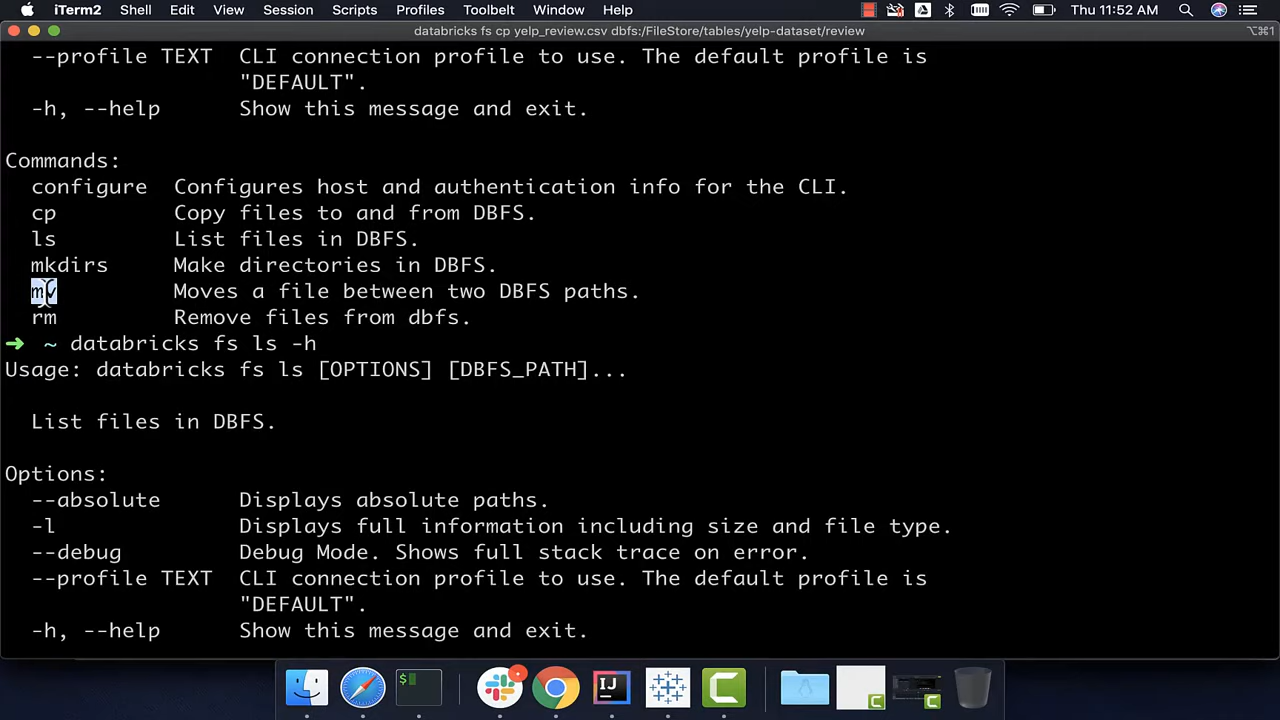 iTerm2 Shell Edit View Session Scripts Profiles Toolbelt Window Help Thu 11:52 AM
databricks fs cp yelp_review.csv dbfs:/FileStore/tables/yelp-dataset/review ⌥⌘1
--profile TEXT CLI connection profile to use. The default profile is
"DEFAULT".
-h, --help Show this message and exit.
Commands:
configure Configures host and authentication info for the CLI.
cp Copy files to and from DBFS.
ls List files in DBFS.
mkdirs Make directories in DBFS.
mv Moves a file between two DBFS paths.
rm Remove files from dbfs.
➜ ~ databricks fs ls -h
Usage: databricks fs ls [OPTIONS] [DBFS_PATH]...
List files in DBFS.
Options:
--absolute Displays absolute paths.
-l Displays full information including size and file type.
--debug Debug Mode. Shows full stack trace on error.
--profile TEXT CLI connection profile to use. The default profile is
"DEFAULT".
-h, --help Show this message and exit.
$
IJ
C
C
C